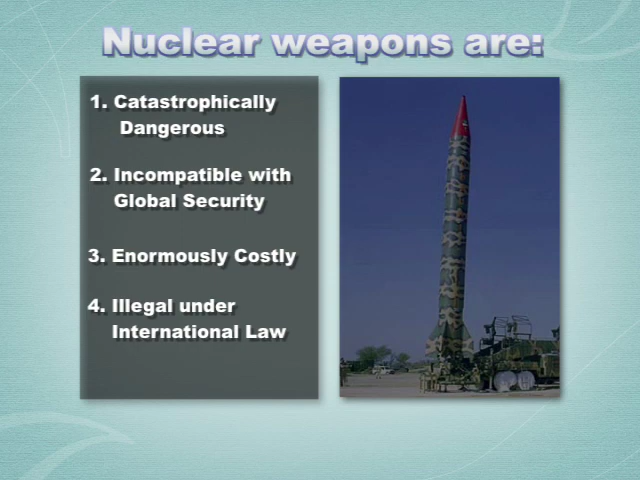 Nuclear weapons are:
1. Catastrophically
Dangerous
2. Incompatible with
Global Security
3. Enormously Costly
4. Illegal under
International Law